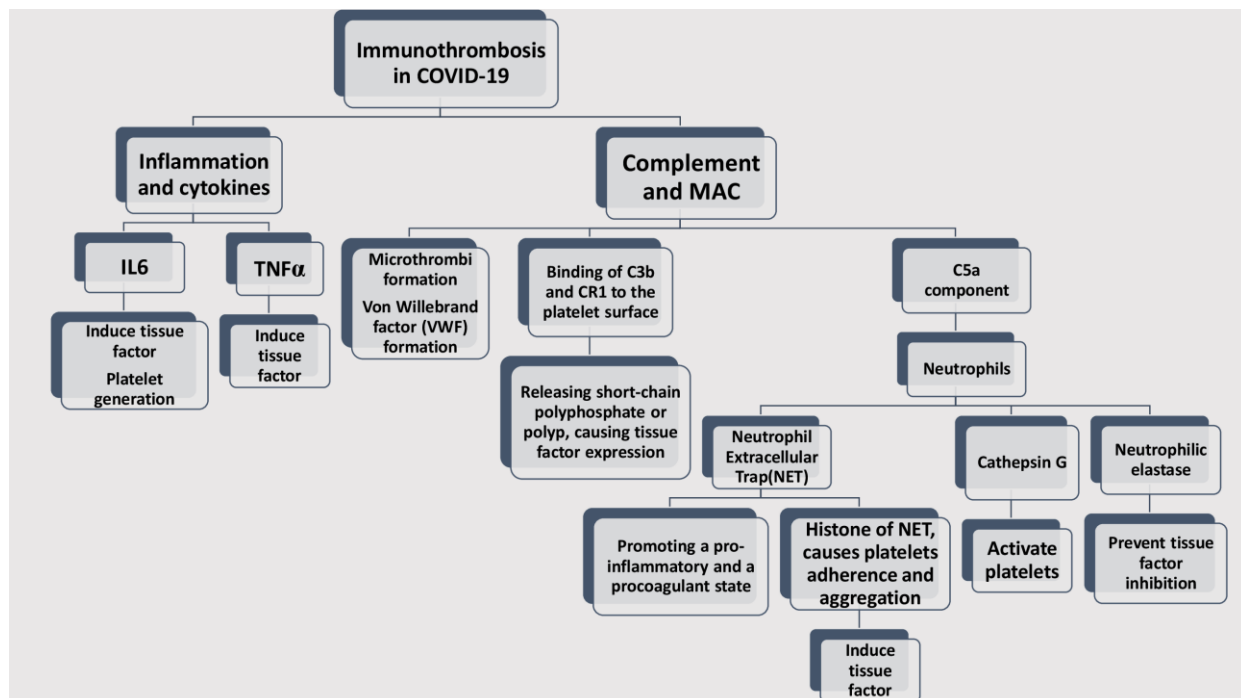 Immunothrombosis
in COVID-19
Inflammation
and cytokines
Complement
and MAC
IL6
TNFα
Microthrombi
formation
Von Willebrand
factor (VWF)
formation
Binding of C3b
and CR1 to the
platelet surface
C5a
component
Induce tissue
factor
Platelet
generation
Induce
tissue
factor
Releasing short-chain
polyphosphate or
polyp, causing tissue
factor expression
Neutrophils
Neutrophil
Extracellular
Trap(NET)
Cathepsin G
Neutrophilic
elastase
Promoting a pro-
inflammatory and a
procoagulant state
Histone of NET,
causes platelets
adherence and
aggregation
Activate
platelets
Prevent tissue
factor
inhibition
Induce
tissue
factor